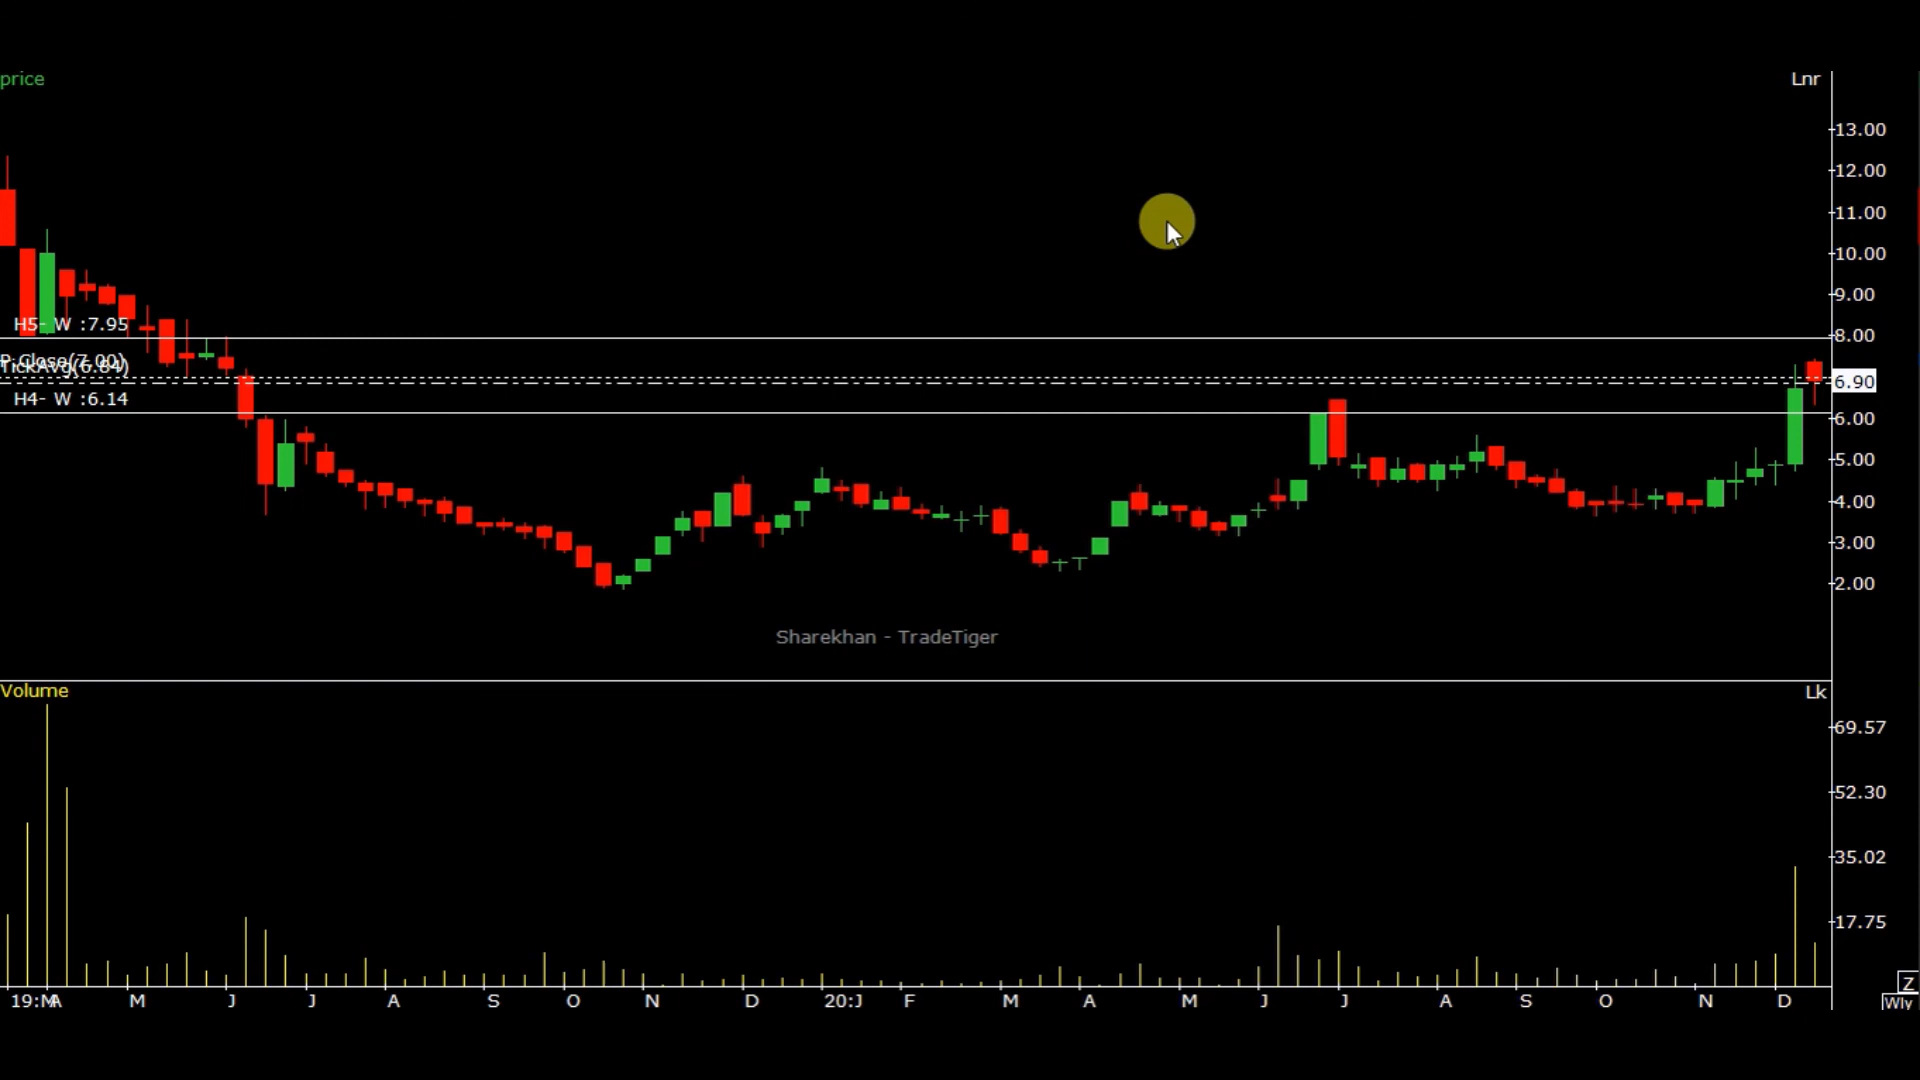 price
Lnr
13.00
12.00
11.00
10.00
9.00
H5- W :7.95
8.00
P.Close(7.00)
TickAvg(6.84)
6.90
H4- W :6.14
6.00
5.00
4.00
3.00
2.00
Sharekhan - TradeTiger
Volume
Lk
69.57
52.30
35.02
17.75
Z
19:M A M J J A S O N D 20:J F M A M J J A S O N D
Wly